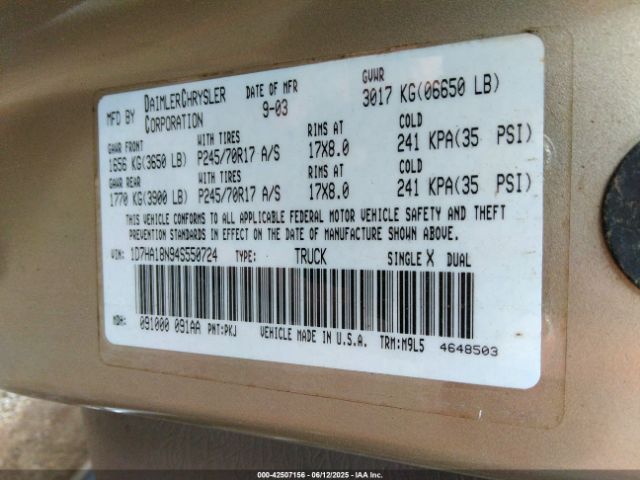 MFD BY DAIMLERCHRYSLER CORPORATION DATE OF MFR 9-03 GVWR 3017 KG(06650 LB)
GAWR FRONT WITH TIRES RIMS AT COLD
1656 KG(3650 LB) P245/70R17 A/S 17X8.0 241 KPA(35 PSI)
GAWR REAR WITH TIRES RIMS AT COLD
1770 KG(3900 LB) P245/70R17 A/S 17X8.0 241 KPA(35 PSI)
THIS VEHICLE CONFORMS TO ALL APPLICABLE FEDERAL MOTOR VEHICLE SAFETY AND THEFT
PREVENTION STANDARDS IN EFFECT ON THE DATE OF MANUFACTURE SHOWN ABOVE.
VIN: 1D7HA18N94S550724 TYPE: TRUCK SINGLE X DUAL
MDH: 091000 091AA PNT:PKJ VEHICLE MADE IN U.S.A. TRM:M9L5 4648503
000-42507156 - 06/12/2025 - IAAI Inc.